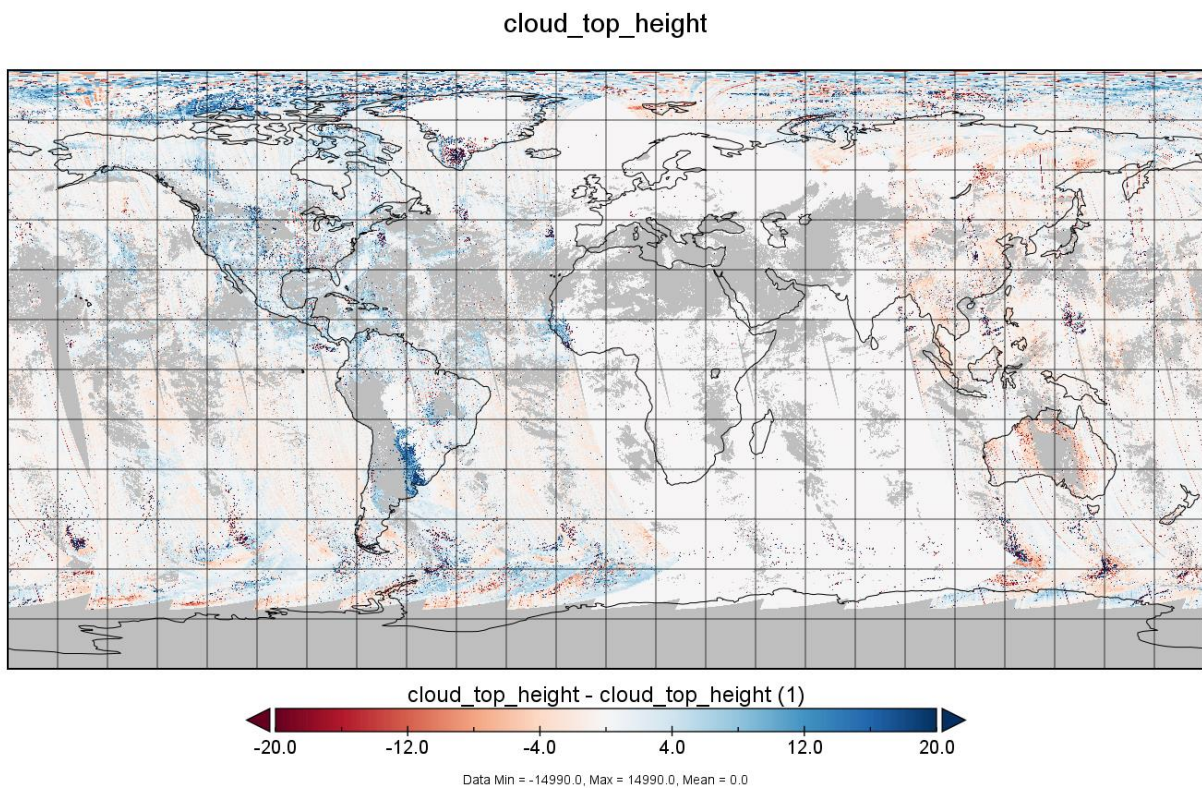 cloud_top_height
cloud_top_height - cloud_top_height (1)
-20.0 -12.0 -4.0 4.0 12.0 20.0
Data Min = -14990.0, Max = 14990.0, Mean = 0.0